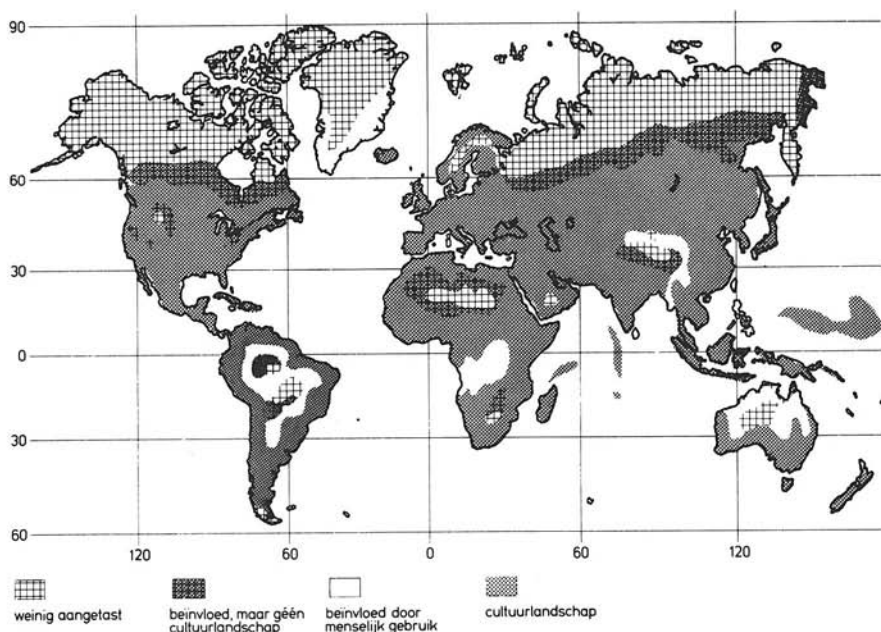 90
60
30
0
30
60
120
60
0
60
120
weinig aangetast
beïnvloed, maar géén
cultuurlandschap
beïnvloed door
menselijk gebruik
cultuurlandschap